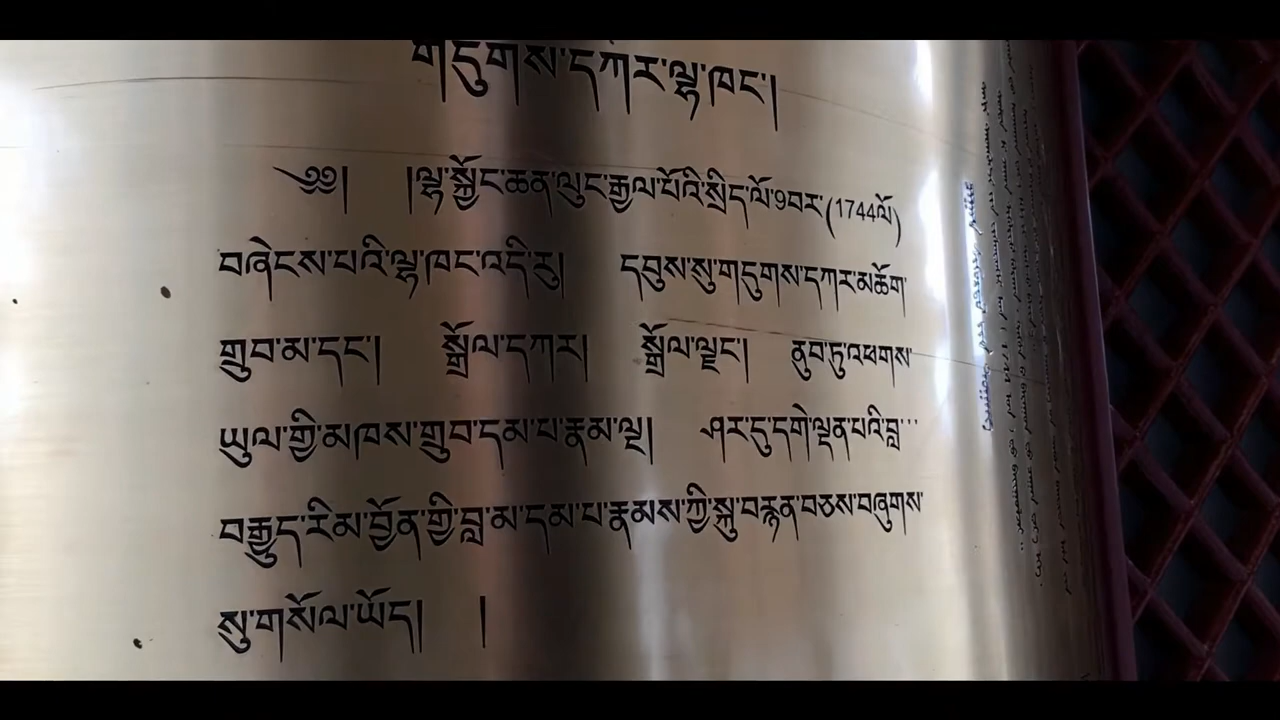 གདུགས་དཀར་ལྷ་ཁང་།
༄༅། །ལྷ་སྐྱོང་ཆན་ལུང་རྒྱལ་པོའི་སྲིད་ལོ་9བར་(1744ལོ)
བཞེངས་པའི་ལྷ་ཁང་འདི་རུ། དབུས་སུ་གདུགས་དཀར་མཆོག་
གྲུབ་མ་དང་། སྒྲོལ་དཀར། སྒྲོལ་ལྗང་། ནུབ་ཏུ་འཕགས་
ཡུལ་གྱི་མཁས་གྲུབ་དམ་པ་རྣམ་ལྔ། ཤར་དུ་དགེ་ལྡན་པའི་བླ་་་
བརྒྱུད་རིམ་བྱོན་གྱི་བླ་མ་དམ་པ་རྣམས་ཀྱི་སྐུ་བརྙན་བཅས་བཞུགས་
སུ་གསོལ་ཡོད། །